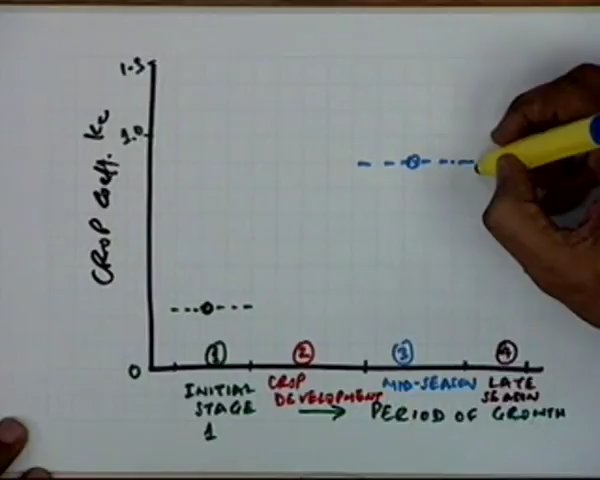 1.5
1.0
CROP Coeff. Kc
0
1
2
3
4
INITIAL STAGE 1
CROP DEVELOPMENT
MID-SEASON
LATE SEASON
PERIOD OF GROWTH